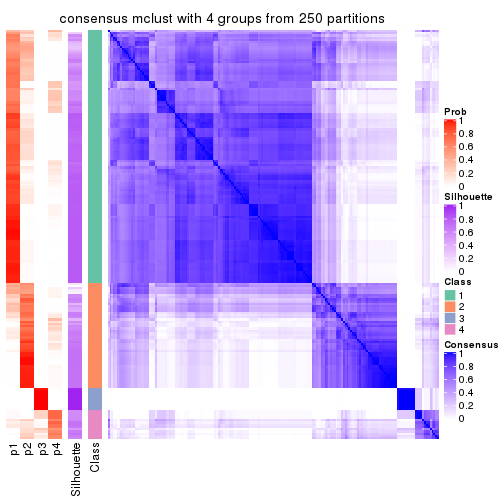 consensus mclust with 4 groups from 250 partitions
Prob
1
0.8
0.6
0.4
0.2
0
Silhouette
1
0.8
0.6
0.4
0.2
0
Class
1
2
3
4
Consensus
1
0.8
0.6
0.4
0.2
0
p1
p2
p3
p4
Silhouette
Class